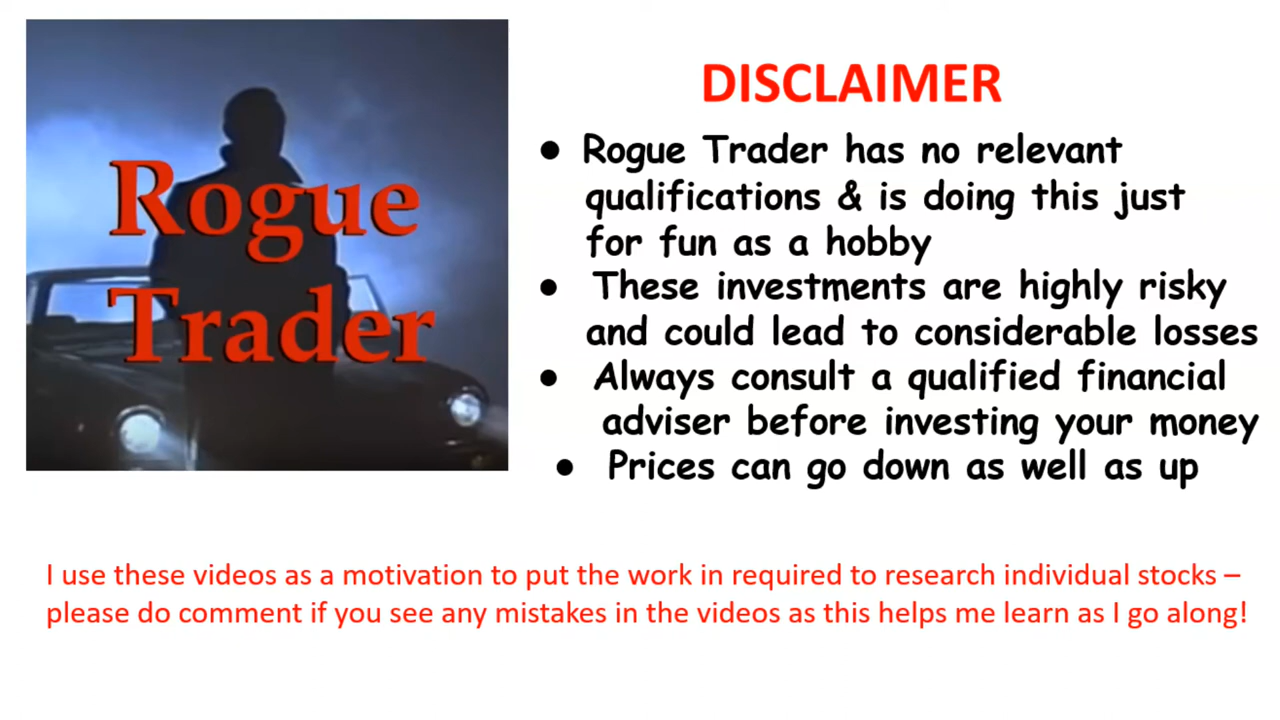 Rogue
Trader
DISCLAIMER
● Rogue Trader has no relevant
qualifications & is doing this just
for fun as a hobby
● These investments are highly risky
and could lead to considerable losses
● Always consult a qualified financial
adviser before investing your money
● Prices can go down as well as up
I use these videos as a motivation to put the work in required to research individual stocks –
please do comment if you see any mistakes in the videos as this helps me learn as I go along!